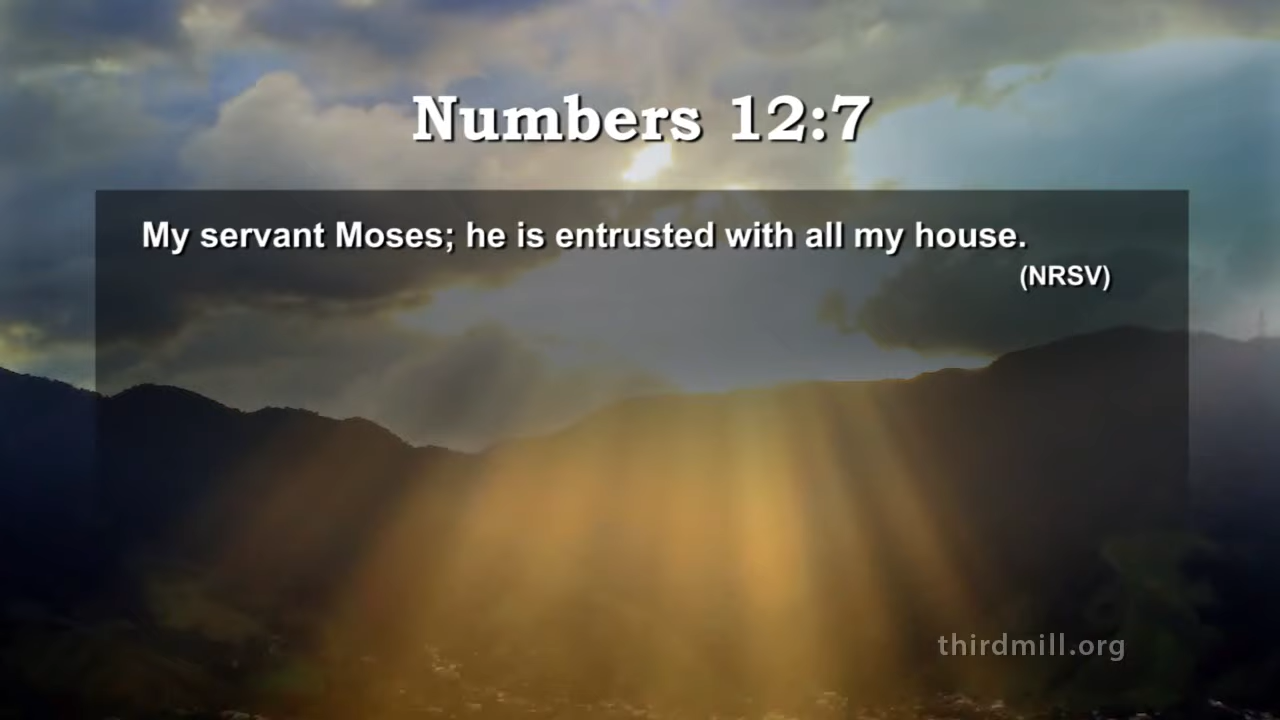 Numbers 12:7
My servant Moses; he is entrusted with all my house.
(NRSV)
thirdmill.org